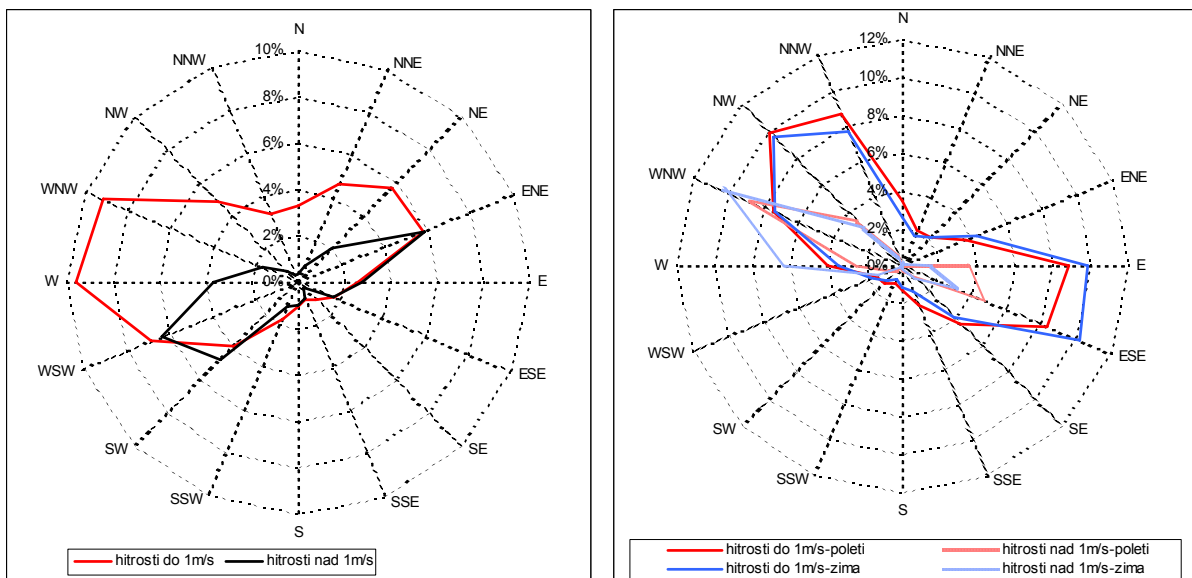 N
10%
8%
6%
4%
2%
0%
NNE
NE
ENE
E
ESE
SE
SSE
S
SSW
SW
WSW
W
WNW
NW
NNW
hitrosti do 1m/s
hitrosti nad 1m/s
N
12%
10%
8%
6%
4%
2%
0%
NNE
NE
ENE
E
ESE
SE
SSE
S
SSW
SW
WSW
W
WNW
NW
NNW
hitrosti do 1m/s-poleti
hitrosti nad 1m/s-poleti
hitrosti do 1m/s-zima
hitrosti nad 1m/s-zima